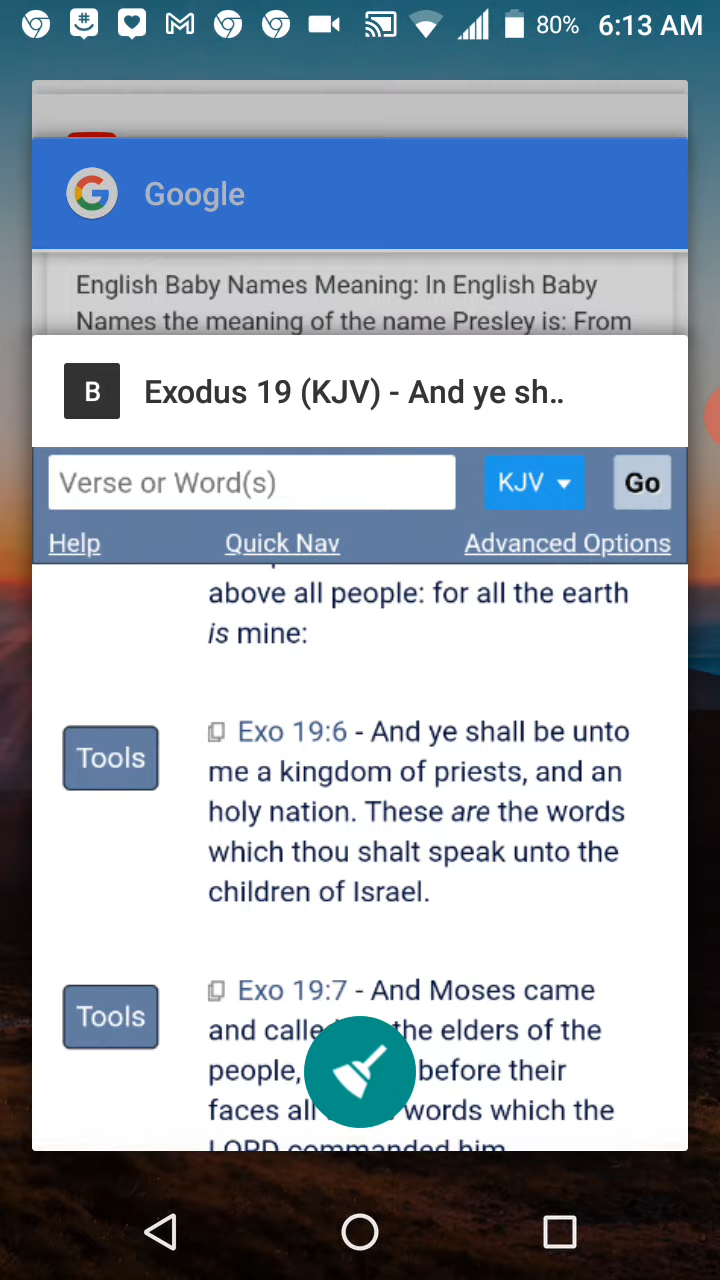 80% 6:13 AM
Google
English Baby Names Meaning: In English Baby
Names the meaning of the name Presley is: From
B Exodus 19 (KJV) - And ye sh..
Verse or Word(s) KJV Go
Help Quick Nav Advanced Options
above all people: for all the earth
is mine:
Tools
Exo 19:6 - And ye shall be unto
me a kingdom of priests, and an
holy nation. These are the words
which thou shalt speak unto the
children of Israel.
Tools
Exo 19:7 - And Moses came
and calle the elders of the
people, before their
faces all words which the
LORD commanded him.